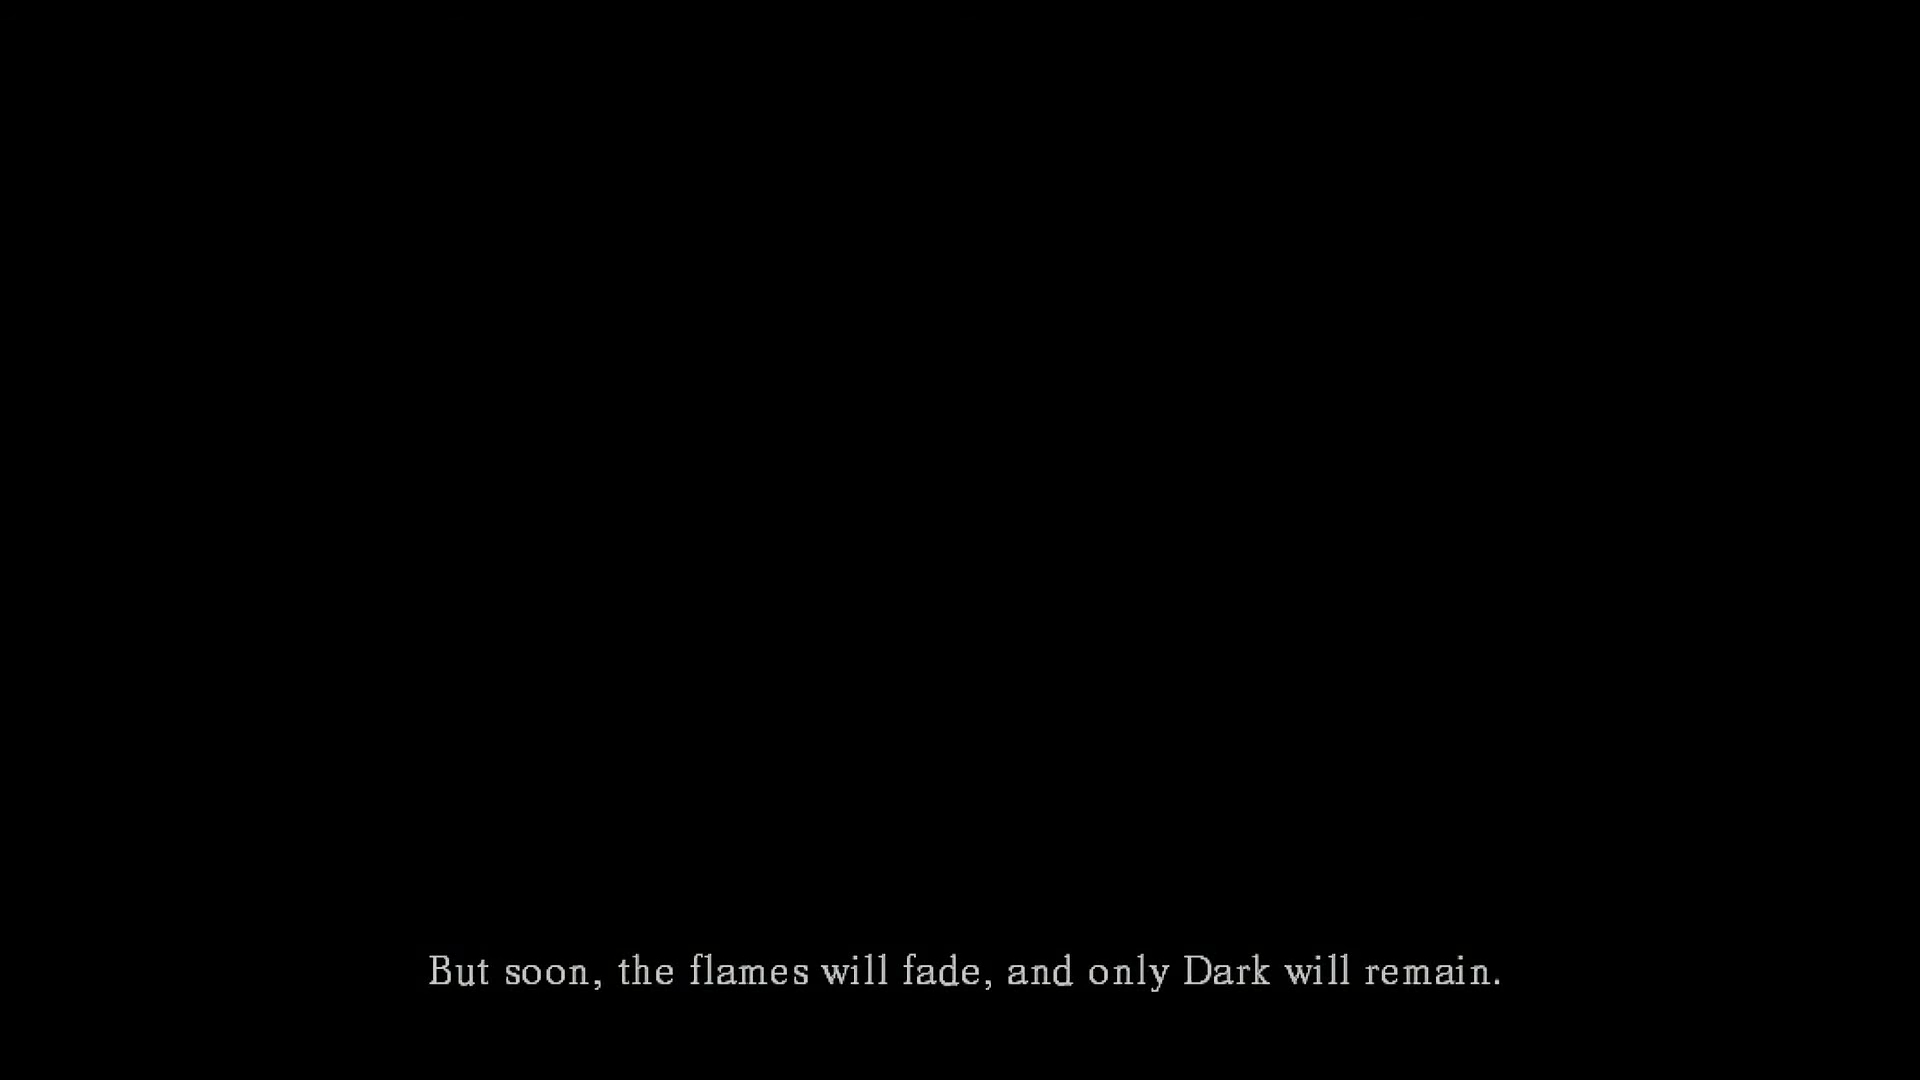 But soon, the flames will fade, and only Dark will remain.